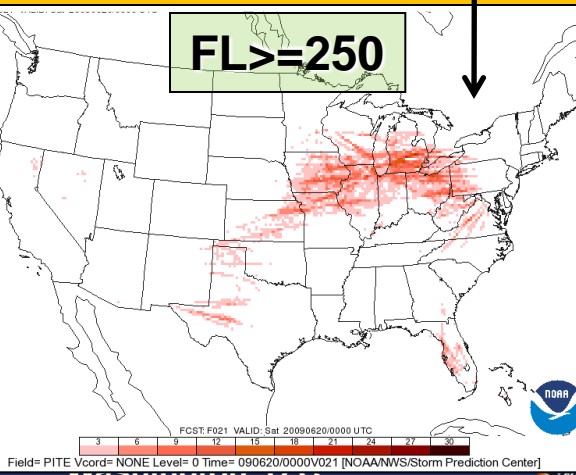 FL>=250
NOAA
FCST: F021 VALID: Sat 20090620/0000 UTC
3 6 9 12 15 18 21 24 27 30
Field= PITE Vcord= NONE Level= 0 Time= 090620/0000V021 [NOAA/NWS/Storm Prediction Center]